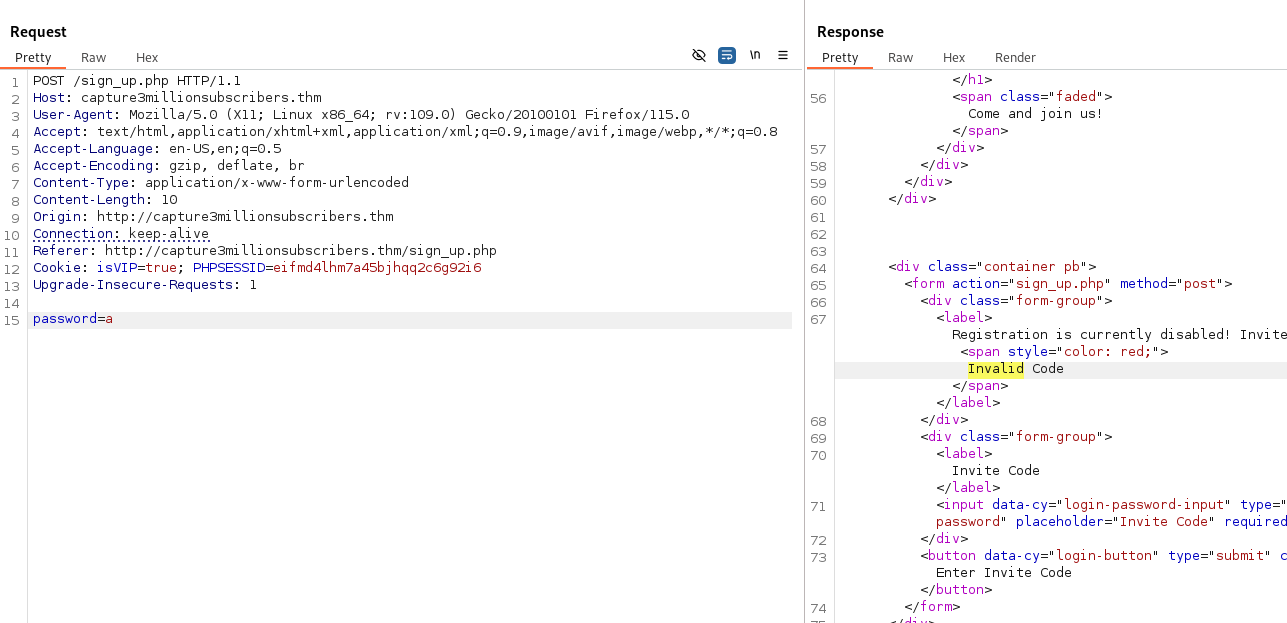 Request
Pretty Raw Hex
\n
1 POST /sign_up.php HTTP/1.1
2 Host: capture3millionsubscribers.thm
3 User-Agent: Mozilla/5.0 (X11; Linux x86_64; rv:109.0) Gecko/20100101 Firefox/115.0
4 Accept: text/html,application/xhtml+xml,application/xml;q=0.9,image/avif,image/webp,*/*;q=0.8
5 Accept-Language: en-US,en;q=0.5
6 Accept-Encoding: gzip, deflate, br
7 Content-Type: application/x-www-form-urlencoded
8 Content-Length: 10
9 Origin: http://capture3millionsubscribers.thm
10 Connection: keep-alive
11 Referer: http://capture3millionsubscribers.thm/sign_up.php
12 Cookie: isVIP=true; PHPSESSID=eifmd4lhm7a45bjhqq2c6g92i6
13 Upgrade-Insecure-Requests: 1
14
15 password=a
Response
Pretty Raw Hex Render
</h1>
56 <span class="faded">
Come and join us!
</span>
57 </div>
58 </div>
59 </div>
60 </div>
61
62
63
64 <div class="container pb">
65 <form action="sign_up.php" method="post">
66 <div class="form-group">
67 <label>
Registration is currently disabled! Invite
<span style="color: red;">
Invalid Code
</span>
</label>
68 </div>
69 <div class="form-group">
70 <label>
Invite Code
</label>
71 <input data-cy="login-password-input" type="
password" placeholder="Invite Code" required
72 </div>
73 <button data-cy="login-button" type="submit" c
Enter Invite Code
</button>
74 </form>
75 </div>